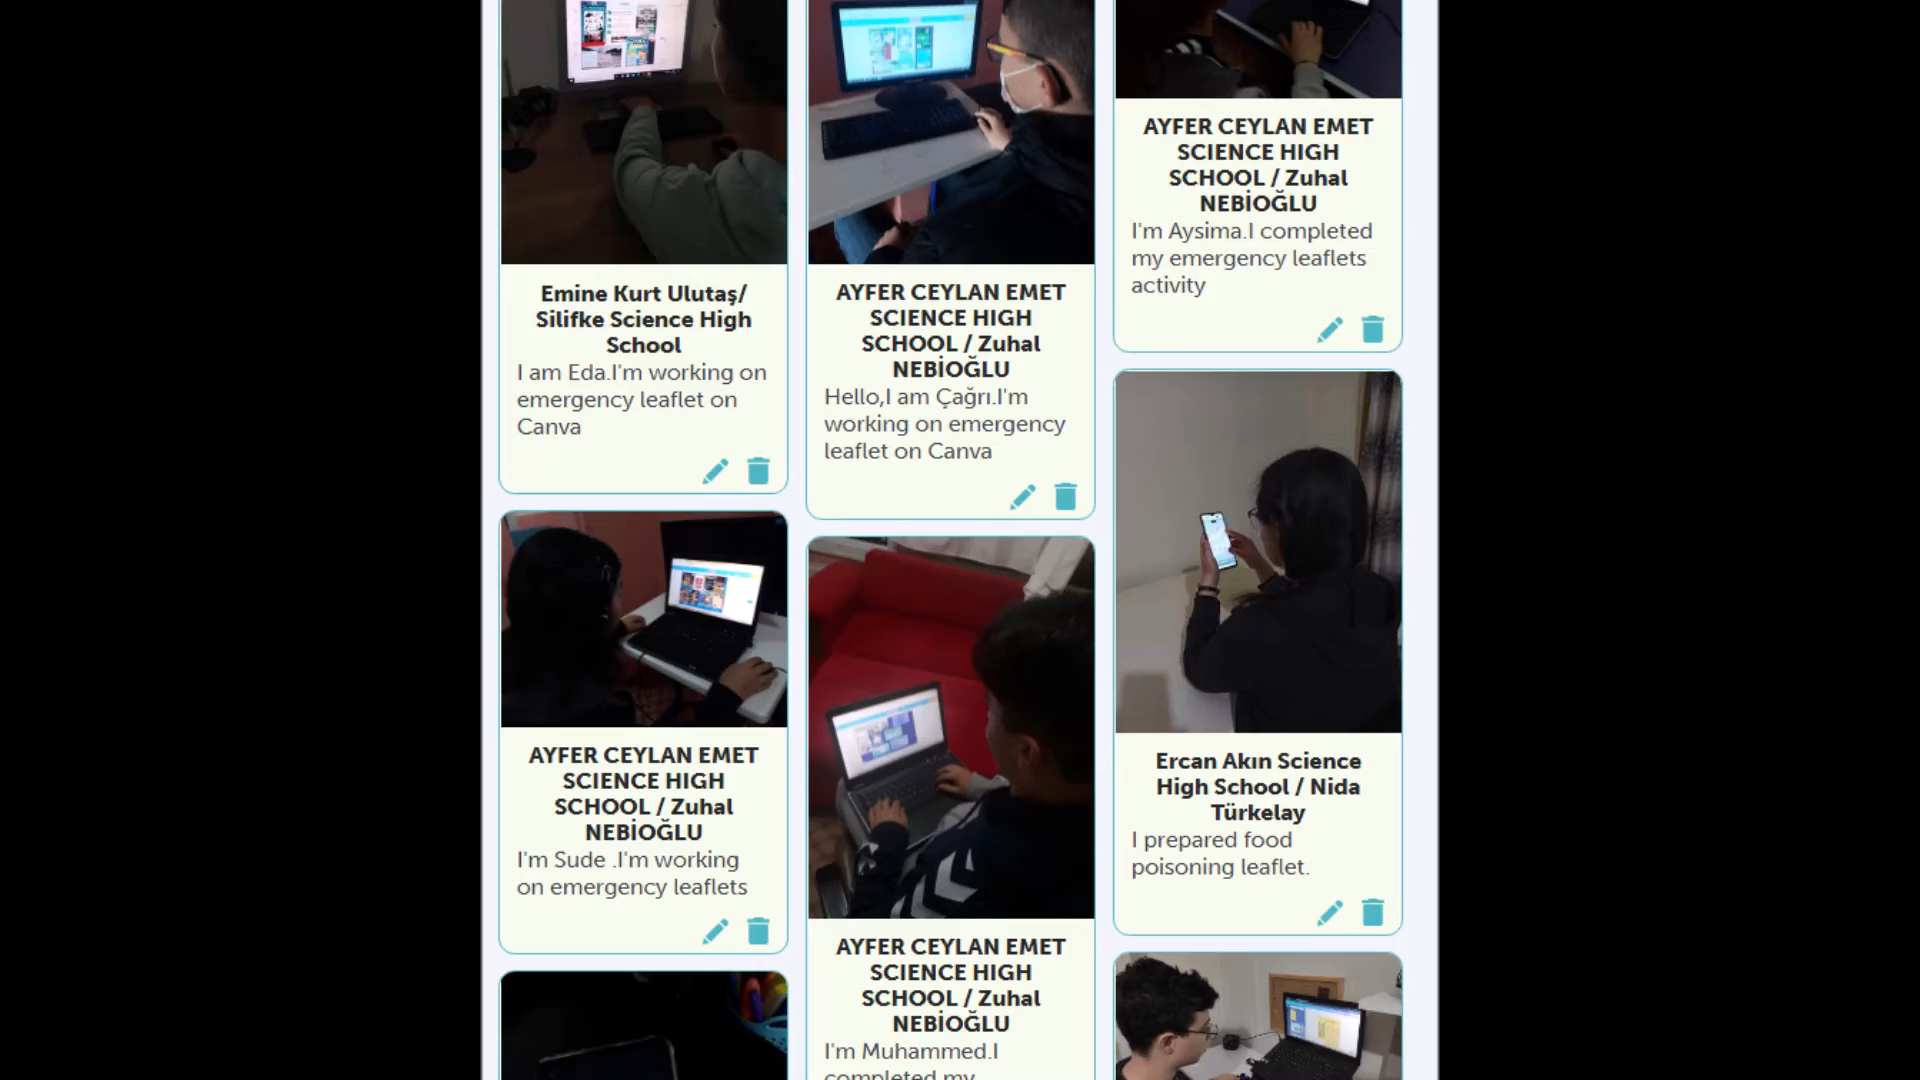 Emine Kurt Ulutaş/
Silifke Science High
School
I am Eda.I'm working on
emergency leaflet on
Canva
AYFER CEYLAN EMET
SCIENCE HIGH
SCHOOL / Zuhal
NEBİOĞLU
I'm Sude .I'm working
on emergency leaflets
AYFER CEYLAN EMET
SCIENCE HIGH
SCHOOL / Zuhal
NEBİOĞLU
Hello,I am Çağrı.I'm
working on emergency
leaflet on Canva
AYFER CEYLAN EMET
SCIENCE HIGH
SCHOOL / Zuhal
NEBİOĞLU
I'm Muhammed.I
completed my
AYFER CEYLAN EMET
SCIENCE HIGH
SCHOOL / Zuhal
NEBİOĞLU
I'm Aysima.I completed
my emergency leaflets
activity
Ercan Akın Science
High School / Nida
Türkelay
I prepared food
poisoning leaflet.